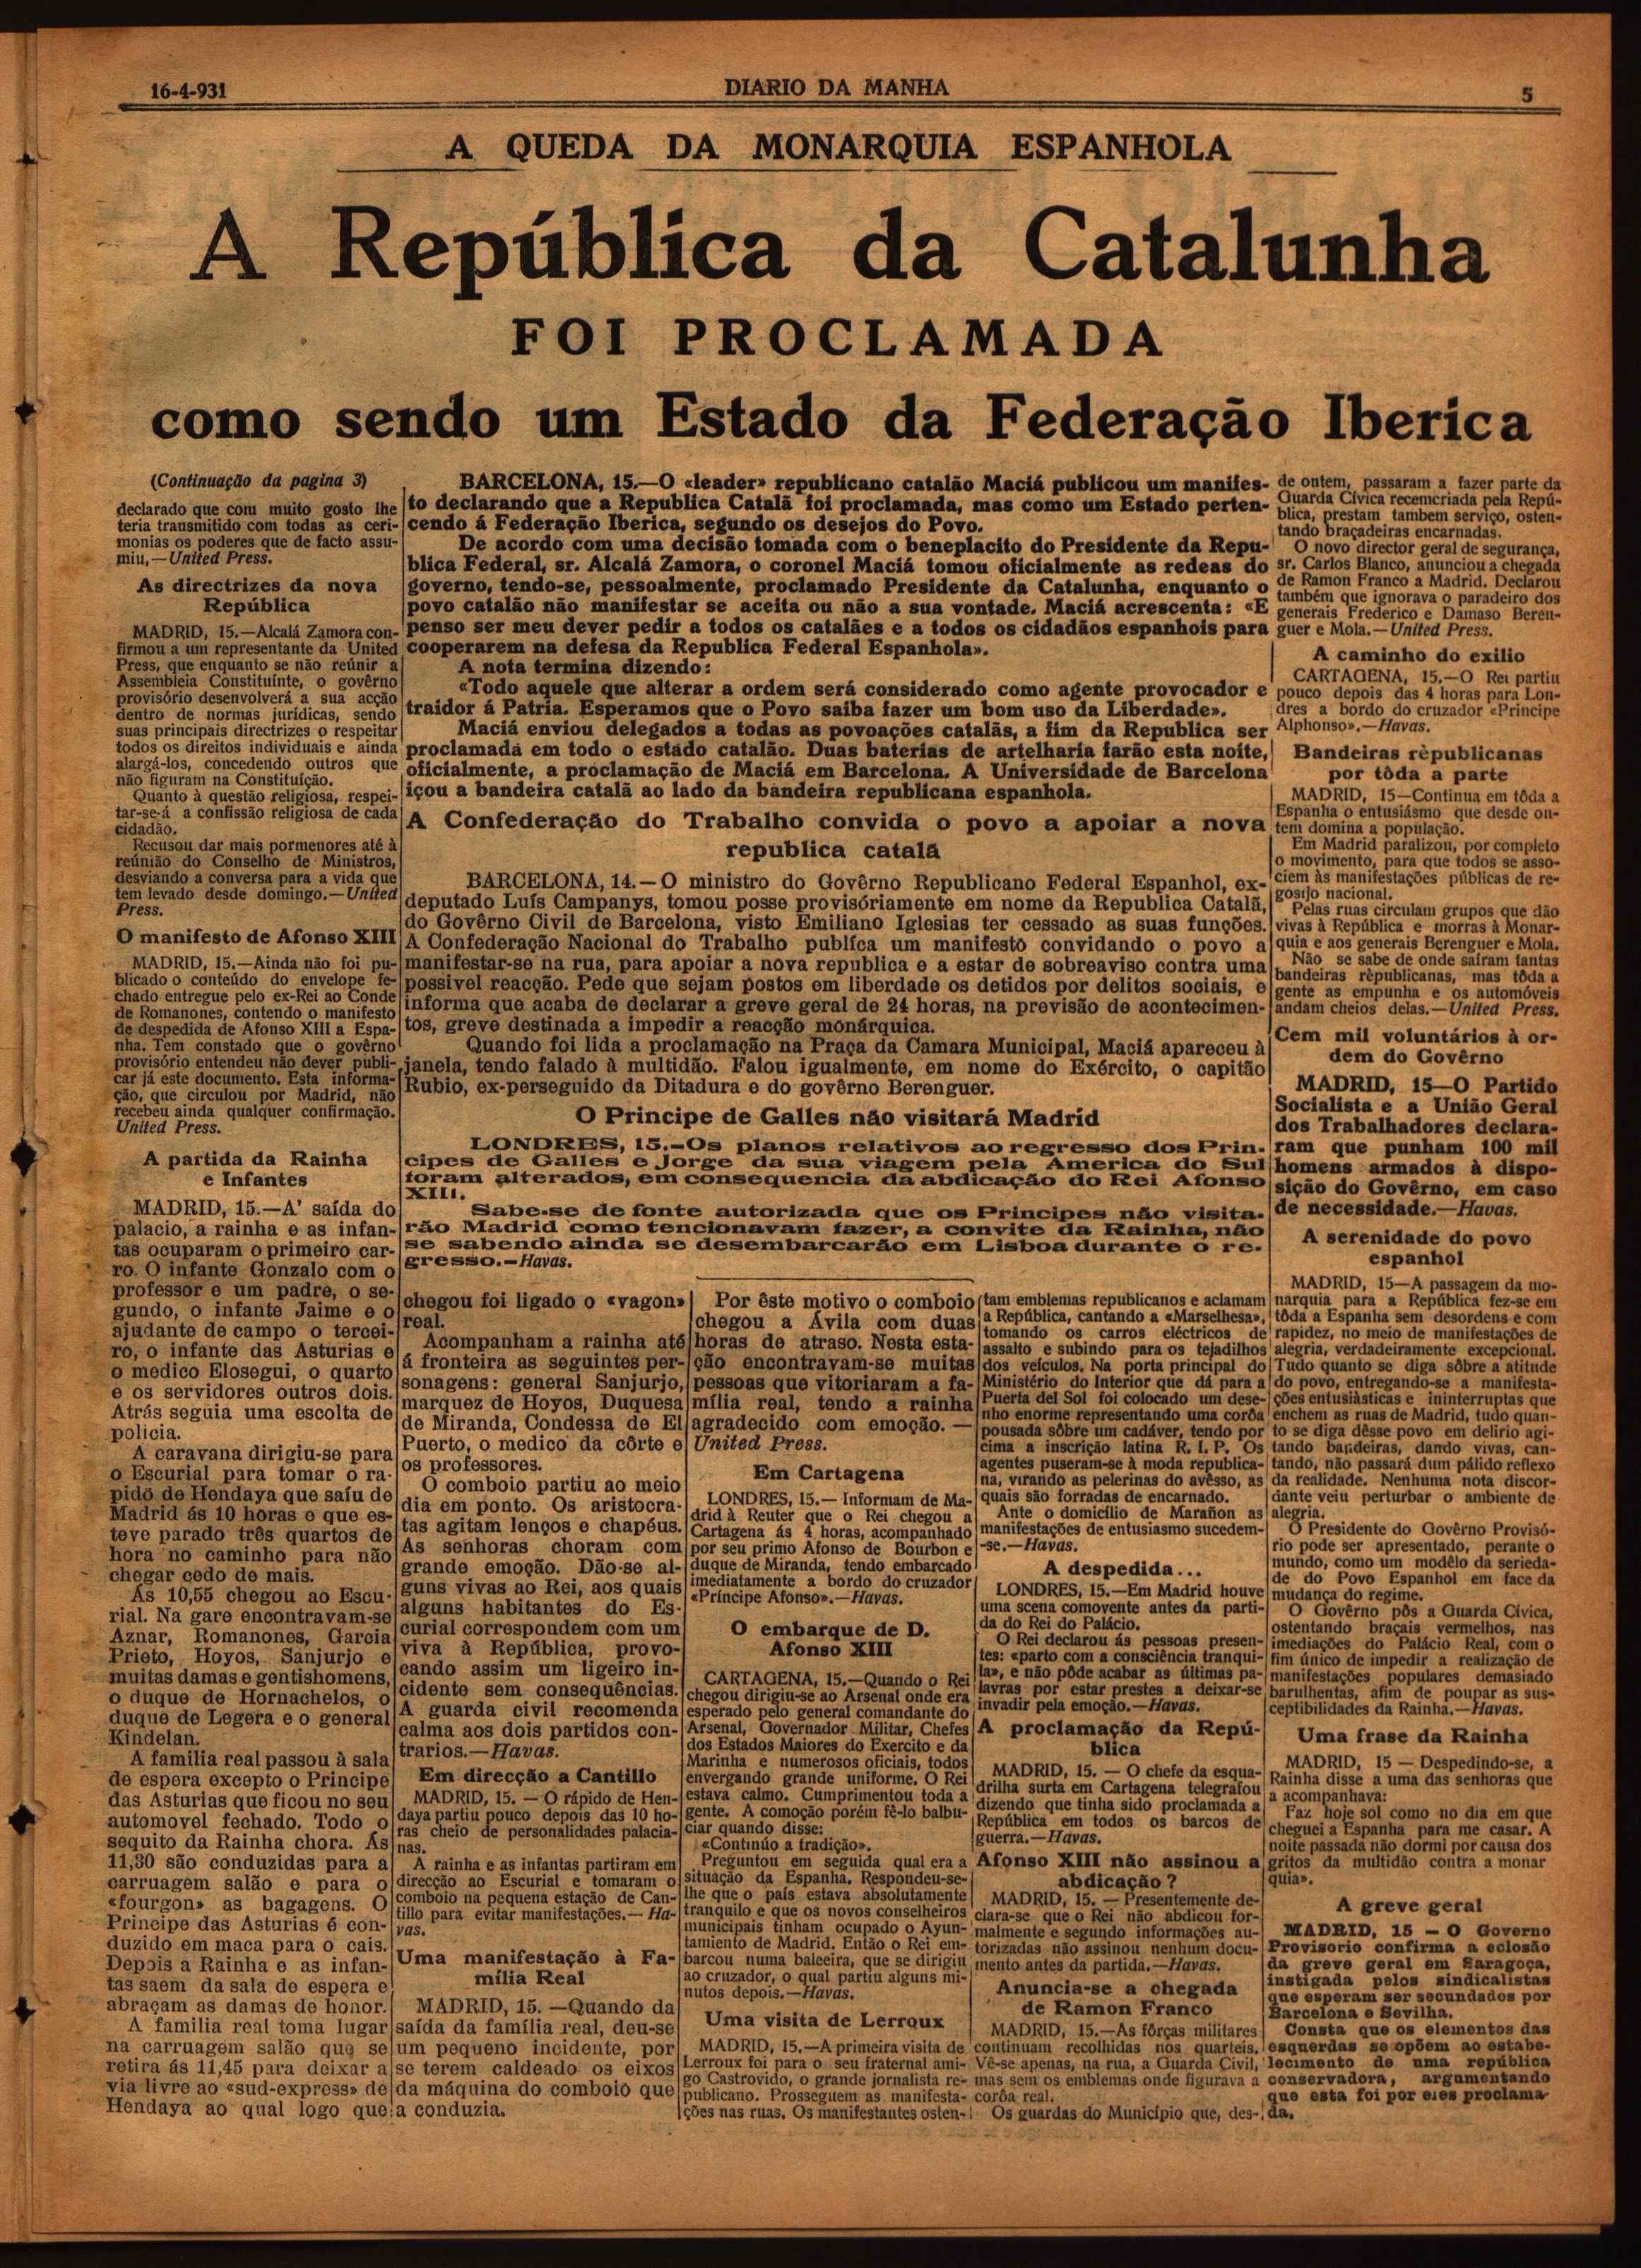 16-4-931
DIARIO DA MANHA
5
A QUEDA DA MONARQUIA ESPANHOLA
A República da Catalunha
FOI PROCLAMADA
como sendo um Estado da Federação Iberica
(Continuação da pagina 3)
declarado que com muito gosto lhe
teria transmitido com todas as ceri-
monias os poderes que de facto assu-
miu,—United Press.
As directrizes da nova
República
MADRID, 15.—Alcalá Zamora con-
firmou a um representante da United
Press, que enquanto se não reúnir a
Assembleia Constituínte, o govêrno
provisório desenvolverá a sua acção
dentro de normas jurídicas, sendo
suas principais directrizes o respeitar
todos os direitos individuais e ainda
alargá-los, concedendo outros que
não figuram na Constituição.
Quanto à questão religiosa, respei-
tar-se-á a confissão religiosa de cada
cidadão.
Recusou dar mais pormenores até à
reúnião do Conselho de Ministros,
desviando a conversa para a vida que
tem levado desde domingo.—United
Press.
O manifesto de Afonso XIII
MADRID, 15.—Ainda não foi pu-
blicado o conteúdo do envelope fe-
chado entregue pelo ex-Rei ao Conde
de Romanones, contendo o manifesto
de despedida de Afonso XIII a Espa-
nha. Tem constado que o govêrno
provisório entendeu não dever publi-
car já este documento. Esta informa-
ção, que circulou por Madrid, não
recebeu ainda qualquer confirmação.
United Press.
A partida da Rainha
e Infantes
MADRID, 15.—A' saída do
palacio, a rainha e as infan-
tas ocuparam o primeiro car-
ro. O infante Gonzalo com o
professor e um padre, o se-
gundo, o infante Jaime e o
ajudante de campo o tercei-
ro, o infante das Asturias e
o medico Elosegui, o quarto
e os servidores outros dois.
Atrás seguia uma escolta de
policia.
A caravana dirigiu-se para
o Escurial para tomar o ra-
pido de Hendaya que saíu de
Madrid ás 10 horas e que es-
teve parado três quartos de
hora no caminho para não
chegar cedo de mais.
Ás 10,55 chegou ao Escu-
rial. Na gare encontravam-se
Aznar, Romanones, Garcia
Prieto, Hoyos, Sanjurjo e
muitas damas e gentishomens,
o duque de Hornachelos, o
duque de Legera e o general
Kindelan.
A familia real passou à sala
de espera excepto o Principe
das Asturias que ficou no seu
automovel fechado. Todo o
sequito da Rainha chora. Ás
11,30 são conduzidas para a
carruagem salão e para o
«fourgon» as bagagens. O
Principe das Asturias é con-
duzido em maca para o cais.
Depois a Rainha e as infan-
tas saem da sala de espera e
abraçam as damas de honor.
A familia real toma lugar
na carruagem salão que se
retira ás 11,45 para deixar a
via livre ao «sud-express» de
Hendaya ao qual logo que
BARCELONA, 15.—O «leader» republicano catalão Maciá publicou um manifes-
to declarando que a Republica Catalã foi proclamada, mas como um Estado perten-
cendo á Federação Iberica, segundo os desejos do Povo.
De acordo com uma decisão tomada com o beneplacito do Presidente da Repu-
blica Federal, sr. Alcalá Zamora, o coronel Maciá tomou oficialmente as redeas do
governo, tendo-se, pessoalmente, proclamado Presidente da Catalunha, enquanto o
povo catalão não manifestar se aceita ou não a sua vontade. Maciá acrescenta: «E
penso ser meu dever pedir a todos os catalães e a todos os cidadãos espanhois para
cooperarem na defesa da Republica Federal Espanhola».
A nota termina dizendo:
«Todo aquele que alterar a ordem será considerado como agente provocador e
traidor á Patria. Esperamos que o Povo saiba fazer um bom uso da Liberdade».
Maciá enviou delegados a todas as povoações catalãs, a fim da Republica ser
proclamada em todo o estado catalão. Duas baterias de artelharia farão esta noite,
oficialmente, a proclamação de Maciá em Barcelona. A Universidade de Barcelona
içou a bandeira catalã ao lado da bandeira republicana espanhola.
A Confederação do Trabalho convida o povo a apoiar a nova
republica catalã
BARCELONA, 14.—O ministro do Govêrno Republicano Federal Espanhol, ex-
deputado Luís Campanys, tomou posse provisóriamente em nome da Republica Catalã,
do Govêrno Civil de Barcelona, visto Emiliano Iglesias ter cessado as suas funções.
A Confederação Nacional do Trabalho publíca um manifesto convidando o povo a
manifestar-se na rua, para apoiar a nova republica e a estar de sobreaviso contra uma
possivel reacção. Pede que sejam postos em liberdade os detidos por delitos sociais, e
informa que acaba de declarar a greve geral de 24 horas, na previsão de acontecimen-
tos, greve destinada a impedir a reacção monárquica.
Quando foi lida a proclamação na Praça da Camara Municipal, Maciá apareceu à
janela, tendo falado à multidão. Falou igualmente, em nome do Exército, o capitão
Rubio, ex-perseguido da Ditadura e do govêrno Berenguer.
O Principe de Galles não visitará Madrid
LONDRES, 15.—Os planos relativos ao regresso dos Prin-
cipes de Galles e Jorge da sua viagem pela America do Sul
foram alterados, em consequencia da abdicação do Rei Afonso
XIII.
Sabe-se de fonte autorizada que os Principes não visita-
rão Madrid como tencionavam fazer, a convite da Rainha, não
se sabendo ainda se desembarcarão em Lisboa durante o re-
gresso.—Havas.
chegou foi ligado o «vagon»
real.
Acompanham a rainha até
á fronteira as seguintes per-
sonagens: general Sanjurjo,
marquez de Hoyos, Duquesa
de Miranda, Condessa de El
Puerto, o medico da côrte e
os professores.
O comboio partiu ao meio
dia em ponto. Os aristocra-
tas agitam lenços e chapéus.
As senhoras choram com
grande emoção. Dão-se al-
guns vivas ao Rei, aos quais
alguns habitantes do Es-
curial correspondem com um
viva à República, provo-
cando assim um ligeiro in-
cidente sem consequências.
A guarda civil recomenda
calma aos dois partidos con-
trarios.—Havas.
Em direcção a Cantillo
MADRID, 15. — O rápido de Hen-
daya partiu pouco depois das 10 ho-
ras cheio de personalidades palacia-
nas.
A rainha e as infantas partiram em
direcção ao Escurial e tomaram o
comboio na pequena estação de Can-
tillo para evitar manifestações.—Ha-
vas.
Uma manifestação à Fa-
mília Real
MADRID, 15. —Quando da
saída da família real, deu-se
um pequeno incidente, por
se terem caldeado os eixos
da máquina do comboio que
a conduzia.
Por êste motivo o comboio
chegou a Ávila com duas
horas de atraso. Nesta esta-
ção encontravam-se muitas
pessoas que vitoriaram a fa-
mília real, tendo a rainha
agradecido com emoção. —
United Press.
Em Cartagena
LONDRES, 15.— Informam de Ma-
drid à Reuter que o Rei chegou a
Cartagena ás 4 horas, acompanhado
por seu primo Afonso de Bourbon e
duque de Miranda, tendo embarcado
imediatamente a bordo do cruzador
«Príncipe Afonso».—Havas.
O embarque de D.
Afonso XIII
CARTAGENA, 15.—Quando o Rei
chegou dirigiu-se ao Arsenal onde era
esperado pelo general comandante do
Arsenal, Governador Militar, Chefes
dos Estados Maiores do Exercito e da
Marinha e numerosos oficiais, todos
envergando grande uniforme. O Rei
estava calmo. Cumprimentou toda a
gente. A comoção porém fê-lo balbu-
ciar quando disse:
«Continúo a tradição».
Preguntou em seguida qual era a
situação da Espanha. Respondeu-se-
lhe que o país estava absolutamente
tranquilo e que os novos conselheiros
municipais tinham ocupado o Ayun-
tamiento de Madrid. Então o Rei em-
barcou numa baleeira, que se dirigiu
ao cruzador, o qual partiu alguns mi-
nutos depois.—Havas.
Uma visita de Lerroux
MADRID, 15.—A primeira visita de
Lerroux foi para o seu fraternal ami-
go Castrovido, o grande jornalista re-
publicano. Prosseguem as manifesta-
ções nas ruas. Os manifestantes osten-
tam emblemas republicanos e aclamam
a República, cantando a «Marselhesa»,
tomando os carros eléctricos de
assalto e subindo para os tejadilhos
dos veículos. Na porta principal do
Ministério do Interior que dá para a
Puerta del Sol foi colocado um dese-
nho enorme representando uma corôa
pousada sôbre um cadáver, tendo por
cima a inscrição latina R. I. P. Os
agentes puseram-se à moda republica-
na, virando as pelerinas do avêsso, as
quais são forradas de encarnado.
Ante o domicílio de Marañon as
manifestações de entusiasmo sucedem-
-se.—Havas.
A despedida...
LONDRES, 15.—Em Madrid houve
uma scena comovente antes da parti-
da do Rei do Palácio.
O Rei declarou ás pessoas presen-
tes: «parto com a consciência tranqui-
la», e não pôde acabar as últimas pa-
lavras por estar prestes a deixar-se
invadir pela emoção.—Havas.
A proclamação da Repú-
blica
MADRID, 15. — O chefe da esqua-
drilha surta em Cartagena telegrafou
dizendo que tinha sido proclamada a
República em todos os barcos de
guerra.—Havas.
Afonso XIII não assinou a
abdicação ?
MADRID, 15. — Presentemente de-
clara-se que o Rei não abdicou for-
malmente e segundo informações au-
torizadas não assinou nenhum docu-
mento antes da partida.—Havas.
Anuncia-se a chegada
de Ramon Franco
MADRID, 15.—As fôrças militares
continuam recolhidas nos quarteis.
Vê-se apenas, na rua, a Guarda Civil,
mas sem os emblemas onde figurava a
corôa real.
Os guardas do Município que, des-
de ontem, passaram a fazer parte da
Guarda Cívica recemcriada pela Repú-
blica, prestam tambem serviço, osten-
tando braçadeiras encarnadas.
O novo director geral de segurança,
sr. Carlos Blanco, anunciou a chegada
de Ramon Franco a Madrid. Declarou
também que ignorava o paradeiro dos
generais Frederico e Damaso Beren-
guer e Mola.—United Press.
A caminho do exilio
CARTAGENA, 15.—O Rei partiu
pouco depois das 4 horas para Lon-
dres a bordo do cruzador «Principe
Alphonso».—Havas.
Bandeiras rèpublicanas
por tôda a parte
MADRID, 15—Continua em tôda a
Espanha o entusiásmo que desde on-
tem domina a população.
Em Madrid paralizou, por completo
o movimento, para que todos se asso-
ciem às manifestações públicas de re-
gosijo nacional.
Pelas ruas circulam grupos que dão
vivas à República e morras à Monar-
quia e aos generais Berenguer e Mola.
Não se sabe de onde saíram tantas
bandeiras rèpublicanas, mas tôda a
gente as empunha e os automóveis
andam cheios delas.—United Press.
Cem mil voluntários à or-
dem do Govêrno
MADRID, 15—O Partido
Socialista e a União Geral
dos Trabalhadores declara-
ram que punham 100 mil
homens armados à dispo-
sição do Govêrno, em caso
de necessidade.—Havas.
A serenidade do povo
espanhol
MADRID, 15—A passagem da mo-
narquia para a República fez-se em
tôda a Espanha sem desordens e com
rapidez, no meio de manifestações de
alegria, verdadeiramente excepcional.
Tudo quanto se diga sôbre a atitude
do povo, entregando-se a manifesta-
ções entusiàsticas e ininterruptas que
enchem as ruas de Madrid, tudo quan-
to se diga dêsse povo em delirio agi-
tando bandeiras, dando vivas, can-
tando, não passará dum pálido reflexo
da realidade. Nenhuma nota discor-
dante veiu perturbar o ambiente de
alegria.
O Presidente do Govêrno Provisó-
rio pode ser apresentado, perante o
mundo, como um modêlo da serieda-
de do Povo Espanhol em face da
mudança do regime.
O Govêrno pôs a Guarda Cívica,
ostentando braçais vermelhos, nas
imediações do Palácio Real, com o
fim único de impedir a realização de
manifestações populares demasiado
barulhentas, afim de poupar as sus-
ceptibilidades da Rainha.—Havas.
Uma frase da Rainha
MADRID, 15 — Despedindo-se, a
Rainha disse a uma das senhoras que
a acompanhava:
Faz hoje sol como no dia em que
cheguei a Espanha para me casar. A
noite passada não dormi por causa dos
gritos da multidão contra a monar
quia».
A greve geral
MADRID, 15 — O Governo
Provisorio confirma a eclosão
da greve geral em Saragoça,
instigada pelos sindicalistas
que esperam ser secundados por
Barcelona e Sevilha.
Consta que os elementos das
esquerdas se opõem ao estabe-
lecimento de uma república
conservadora, argumentando
que esta foi por eles proclama-
da.